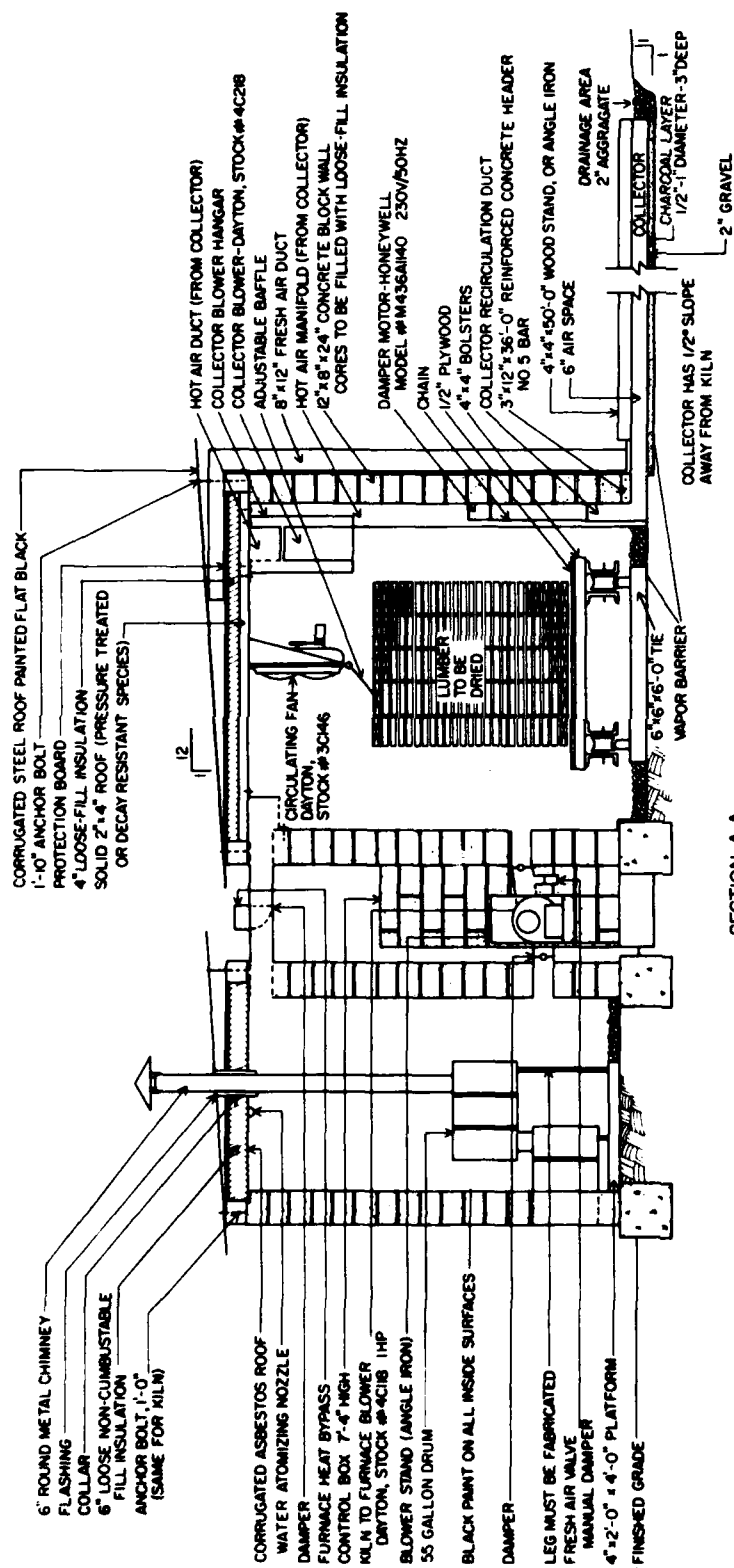 CORRUGATED STEEL ROOF PAINTED FLAT BLACK
1'-10" ANCHOR BOLT
PROTECTION BOARD
4" LOOSE-FILL INSULATION
SOLID 2"x4" ROOF (PRESSURE TREATED
OR DECAY RESISTANT SPECIES)
12
1
HOT AIR DUCT (FROM COLLECTOR)
COLLECTOR BLOWER HANGAR
COLLECTOR BLOWER-DAYTON, STOCK #4C218
ADJUSTABLE BAFFLE
8"x12" FRESH AIR DUCT
HOT AIR MANIFOLD (FROM COLLECTOR)
12"x8"x24" CONCRETE BLOCK WALL
CORES TO BE FILLED WITH LOOSE-FILL INSULATION
DAMPER MOTOR-HONEYWELL
MODEL #M436A1140 230V/50HZ
CHAIN
1/2" PLYWOOD
4"x4" BOLSTERS
COLLECTOR RECIRCULATION DUCT
3"x12"x36'-0" REINFORCED CONCRETE HEADER
NO 5 BAR
4"x4"x50'-0" WOOD STAND, OR ANGLE IRON
6" AIR SPACE
DRAINAGE AREA
2" AGGRAGATE
1
1
COLLECTOR
CHARCOAL LAYER
1/2"-1" DIAMETER-3" DEEP
2" GRAVEL
COLLECTOR HAS 1/2° SLOPE
AWAY FROM KILN
CIRCULATING FAN
DAYTON,
STOCK #3C146
LUMBER
TO BE
DRIED
6"x6"x6'-0" TIE
VAPOR BARRIER
6" ROUND METAL CHIMNEY
FLASHING
COLLAR
6" LOOSE NON-CUMBUSTABLE
FILL INSULATION
ANCHOR BOLT, 1'-0"
(SAME FOR KILN)
CORRUGATED ASBESTOS ROOF
WATER ATOMIZING NOZZLE
DAMPER
FURNACE HEAT BYPASS
CONTROL BOX 7'-4" HIGH
KILN TO FURNACE BLOWER
DAYTON, STOCK #4C118 1HP
BLOWER STAND (ANGLE IRON)
55 GALLON DRUM
BLACK PAINT ON ALL INSIDE SURFACES
DAMPER
LEG MUST BE FABRICATED
FRESH AIR VALVE
MANUAL DAMPER
4"x2'-0" x 4'-0" PLATFORM
FINISHED GRADE
SECTION A-A